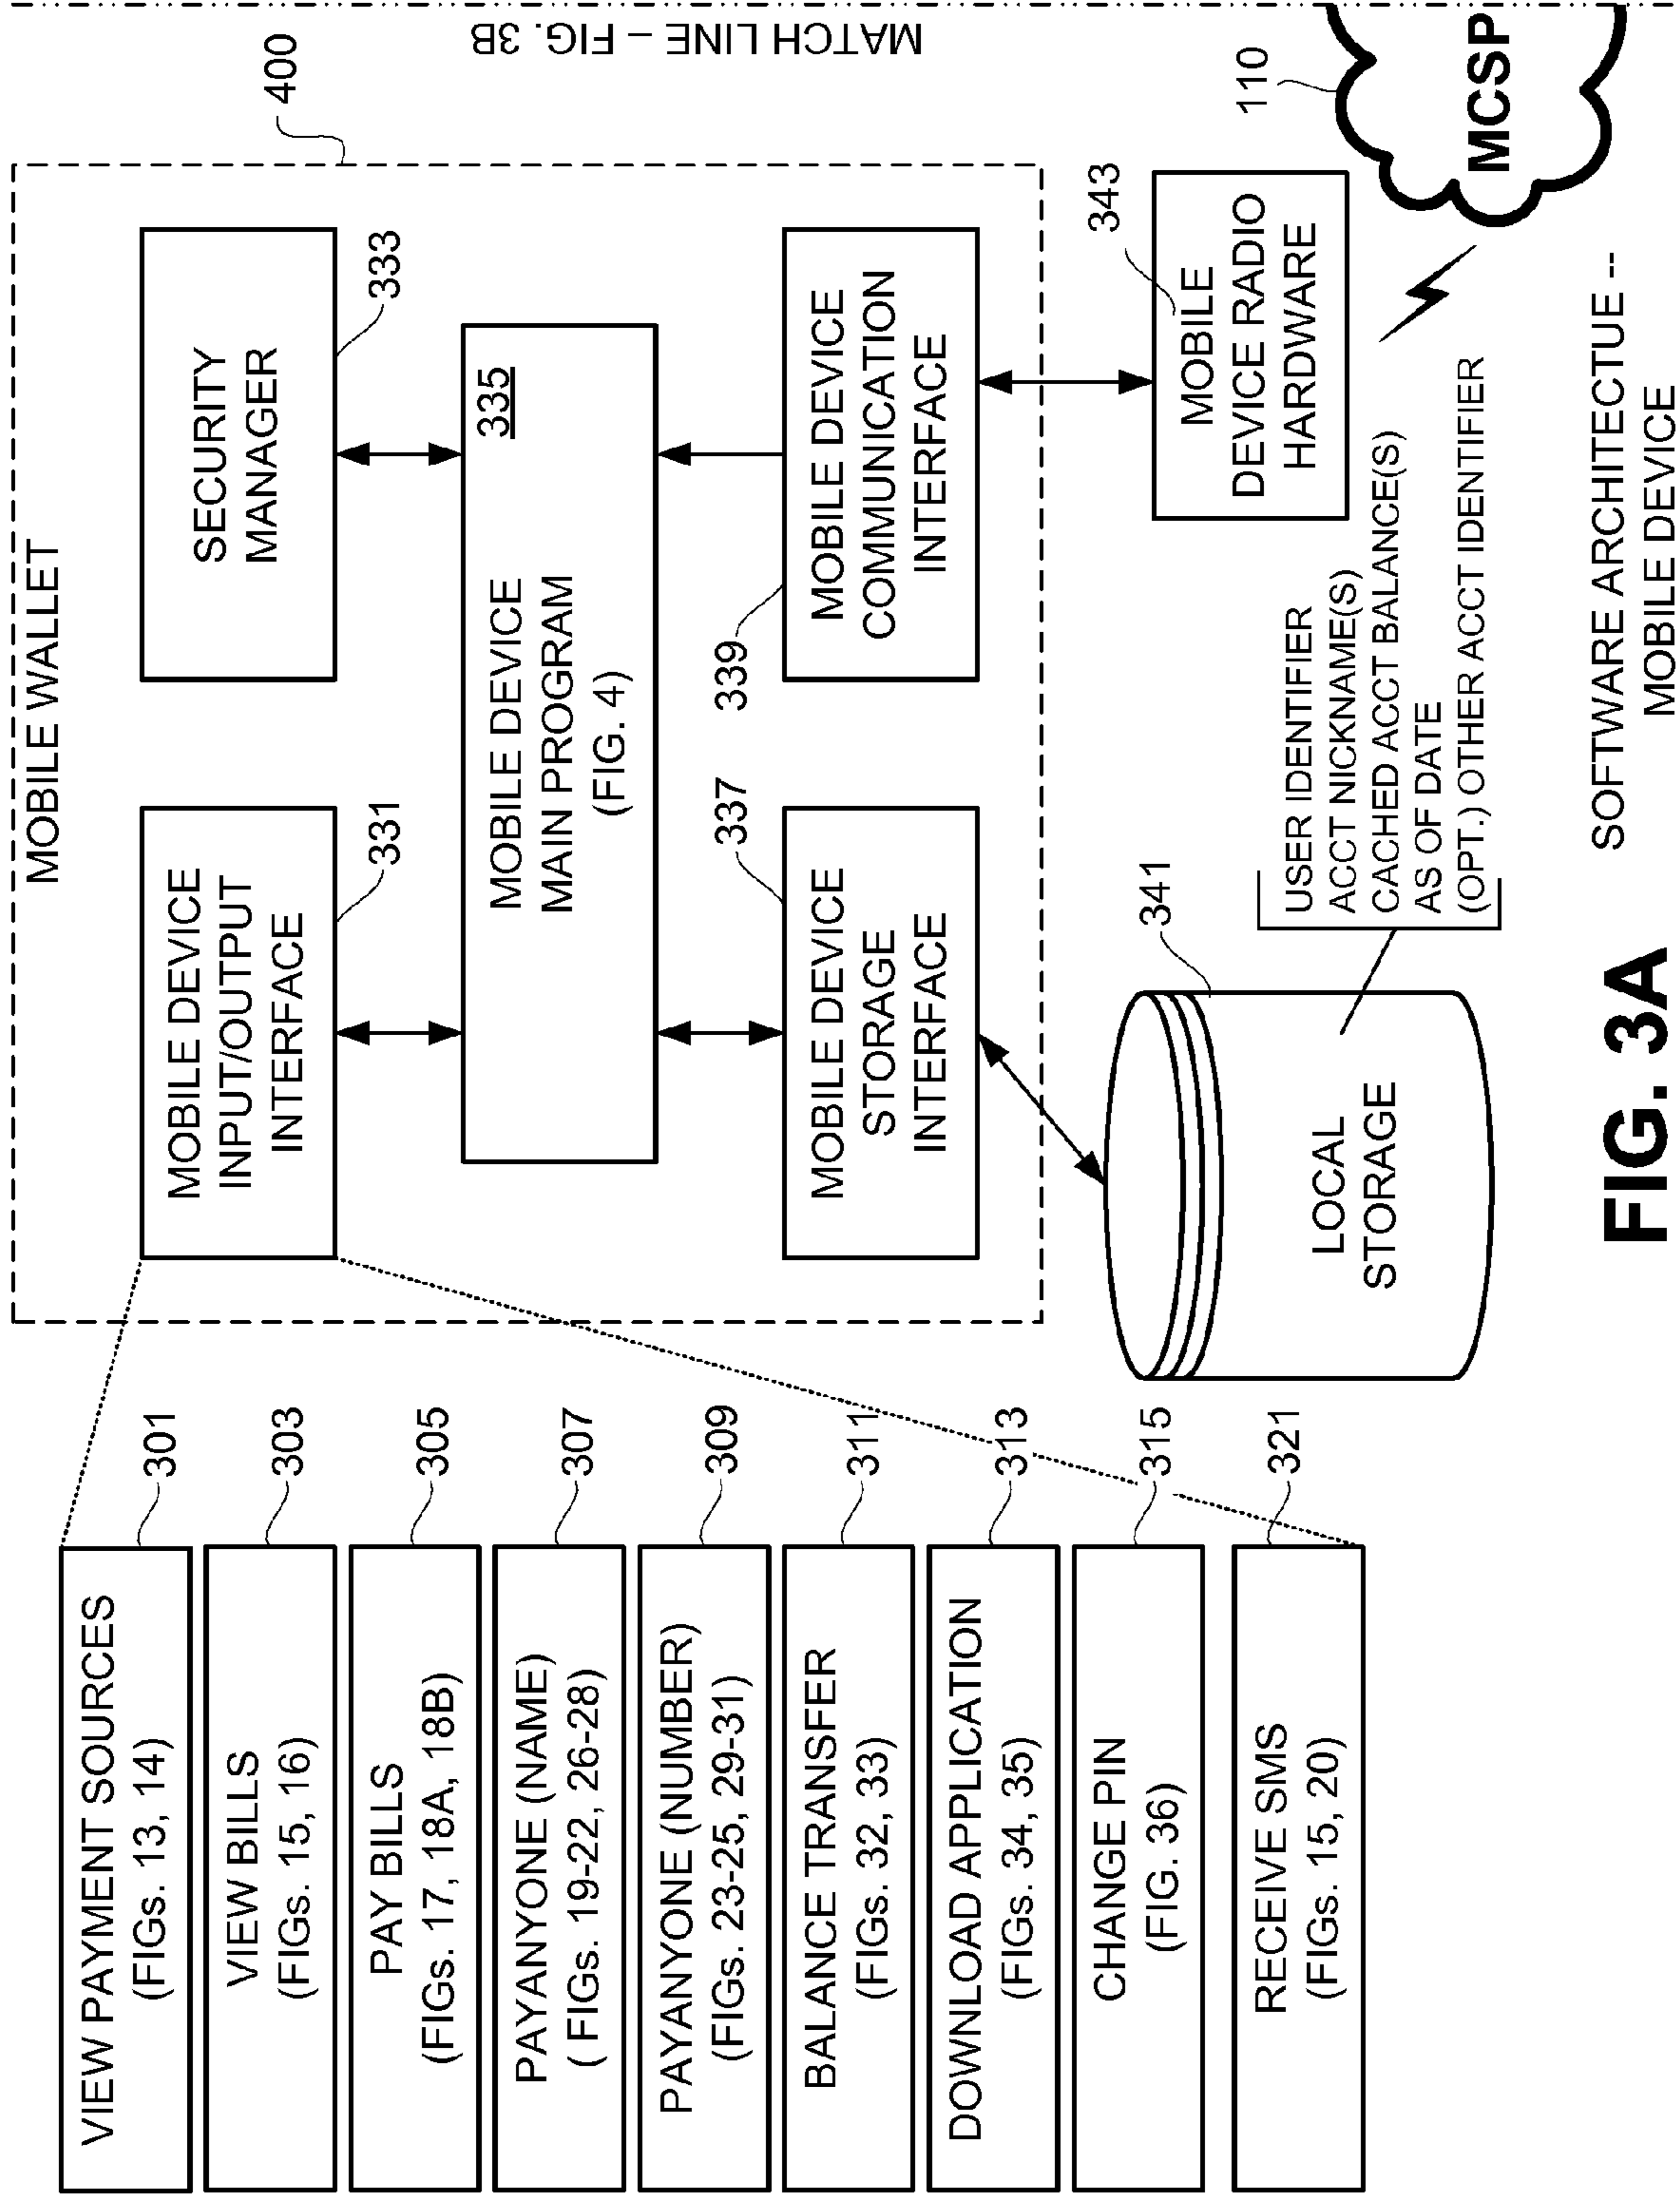 VIEW PAYMENT SOURCES
(FIGs. 13, 14)
301
VIEW BILLS
(FIGs. 15, 16)
303
PAY BILLS
(FIGs. 17, 18A, 18B)
305
PAYANYONE (NAME)
( FIGs. 19-22, 26-28)
307
PAYANYONE (NUMBER)
(FIGs. 23-25, 29-31)
309
BALANCE TRANSFER
(FIGs. 32, 33)
311
DOWNLOAD APPLICATION
(FIGs. 34, 35)
313
CHANGE PIN
(FIG. 36)
315
RECEIVE SMS
(FIGs. 15, 20)
321
MOBILE WALLET
400
MOBILE DEVICE
INPUT/OUTPUT
INTERFACE
331
SECURITY
MANAGER
333
MOBILE DEVICE
MAIN PROGRAM
(FIG. 4)
335
MOBILE DEVICE
STORAGE
INTERFACE
337
MOBILE DEVICE
COMMUNICATION
INTERFACE
339
LOCAL
STORAGE
341
USER IDENTIFIER
ACCT NICKNAME(S)
CACHED ACCT BALANCE(S)
AS OF DATE
(OPT.) OTHER ACCT IDENTIFIER
MOBILE
DEVICE RADIO
HARDWARE
343
110
MCSP
MATCH LINE – FIG. 3B
FIG. 3A
SOFTWARE ARCHITECTUE --
MOBILE DEVICE